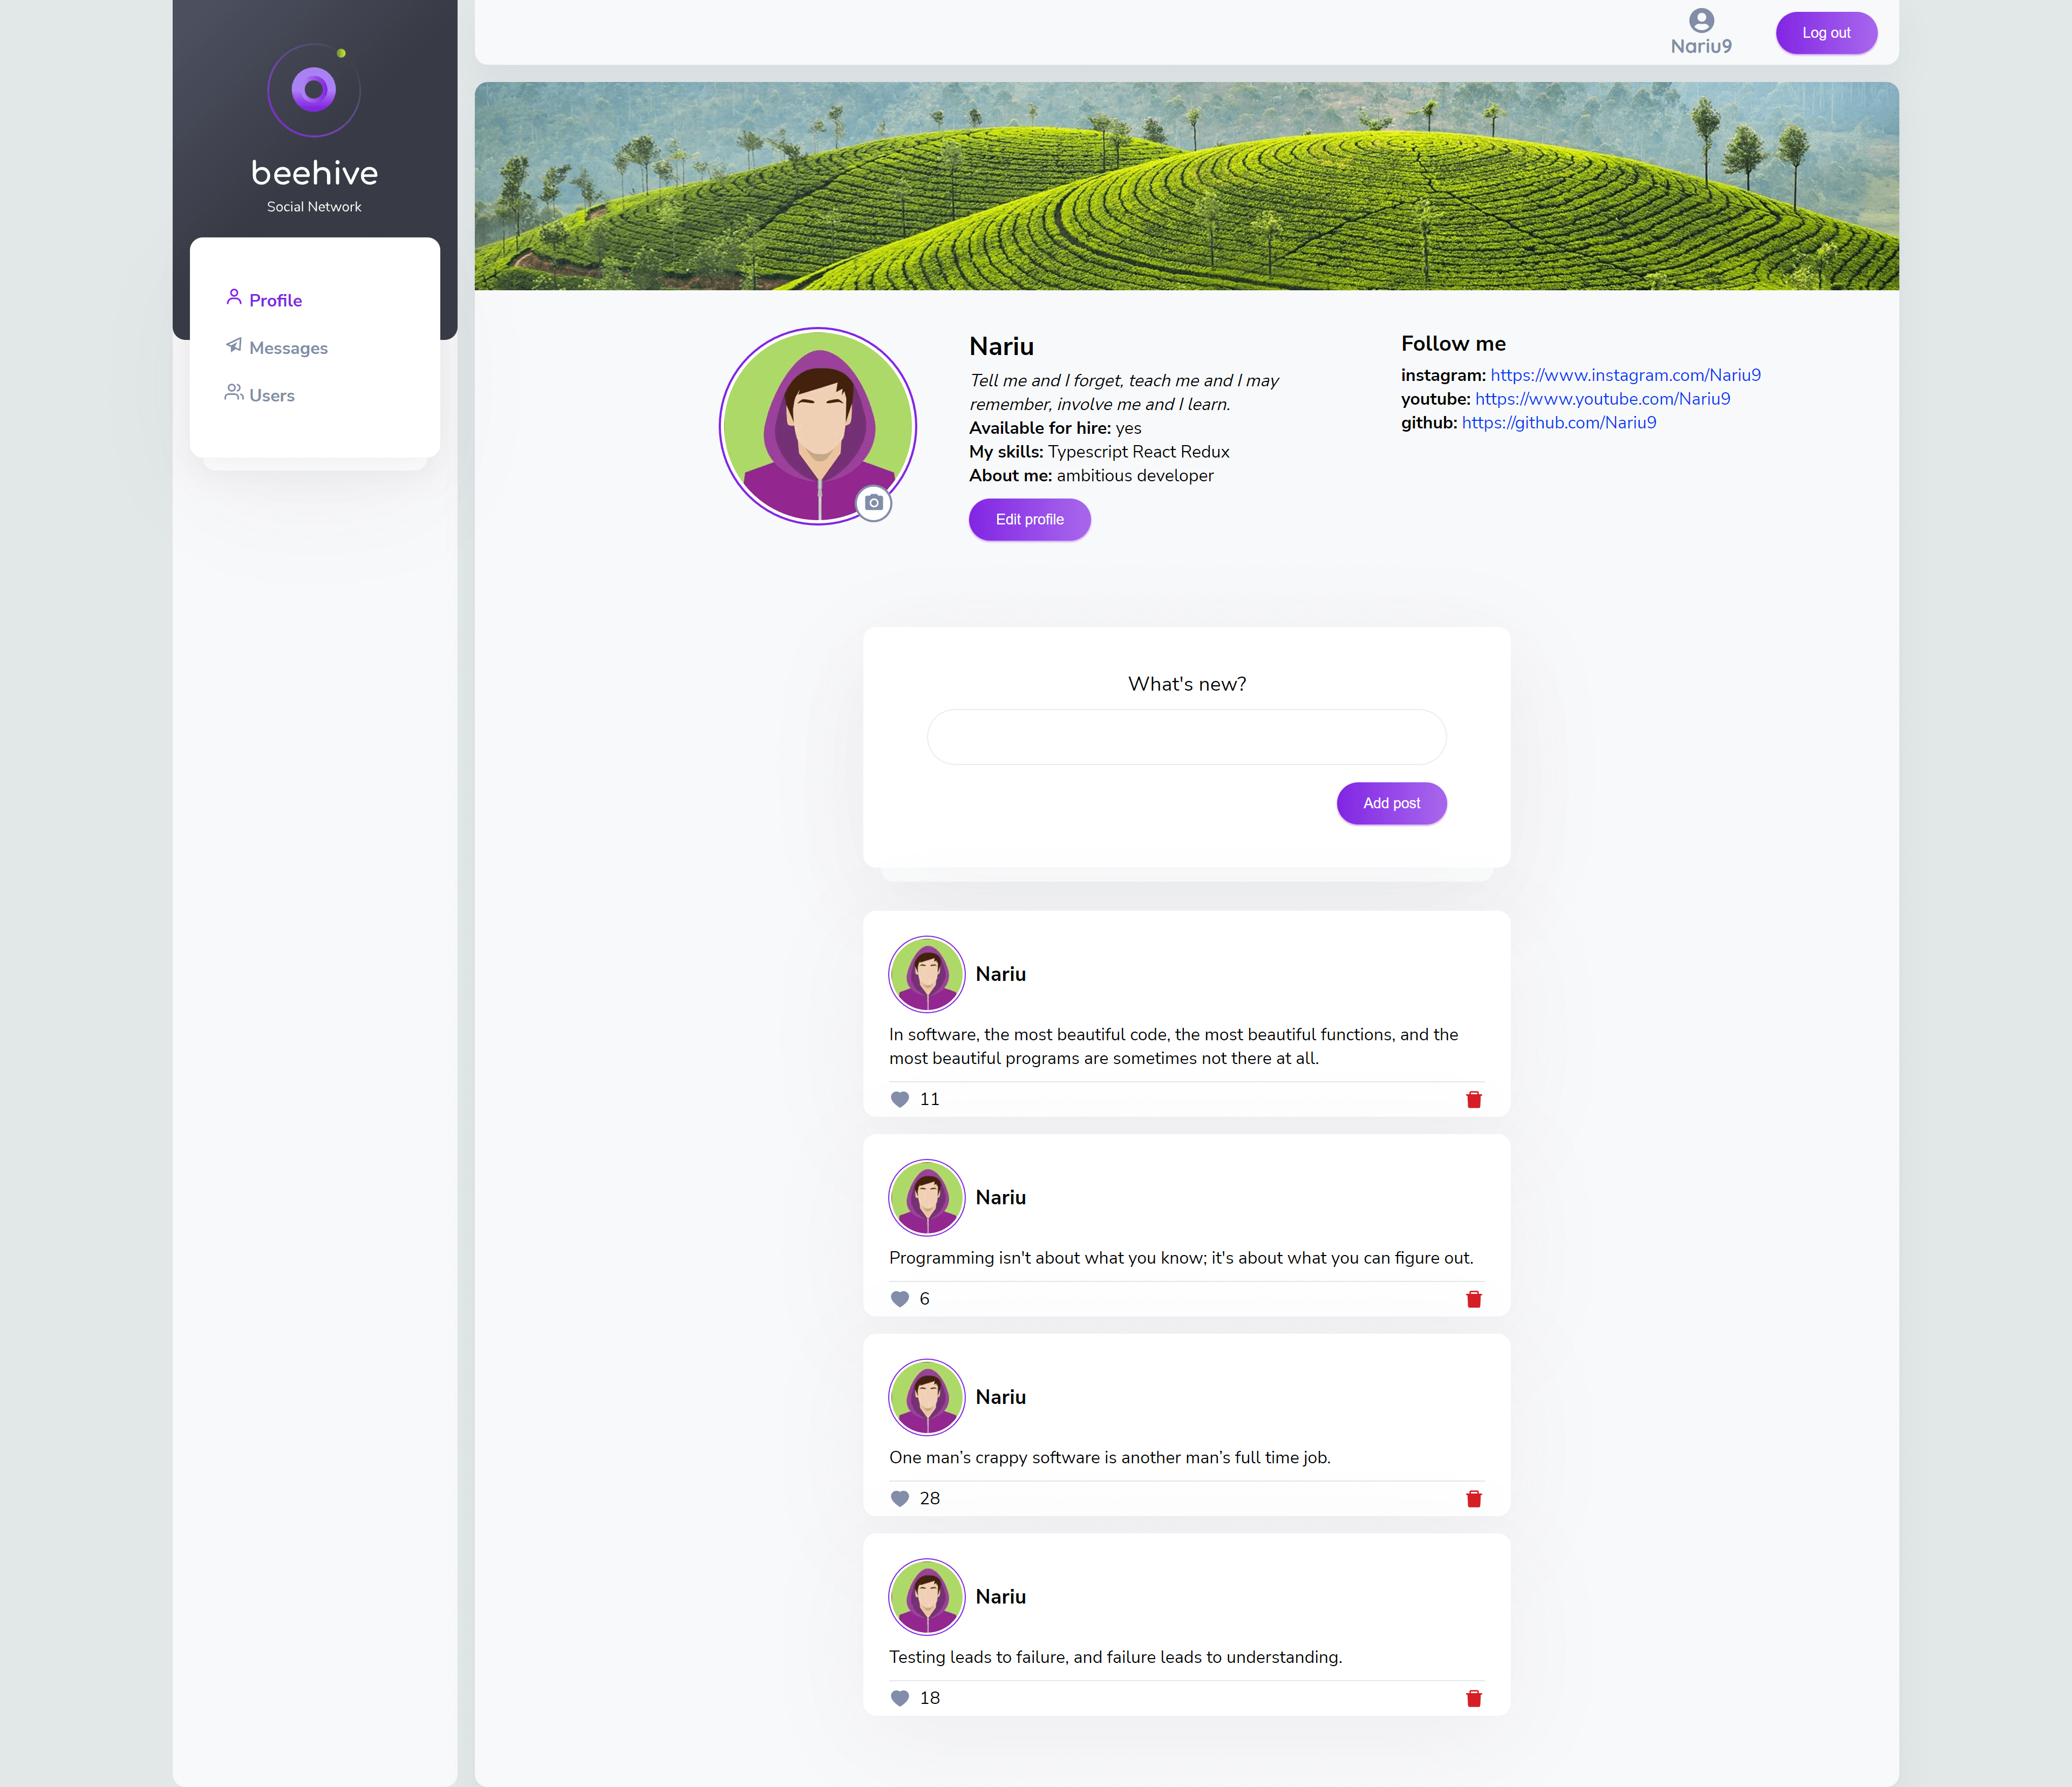 beehive
Social Network
Profile
Messages
Users
Nariu9
Log out
Nariu
Tell me and I forget, teach me and I may
remember, involve me and I learn.
Available for hire: yes
My skills: Typescript React Redux
About me: ambitious developer
Edit profile
Follow me
instagram: https://www.instagram.com/Nariu9
youtube: https://www.youtube.com/Nariu9
github: https://github.com/Nariu9
What's new?
Add post
Nariu
In software, the most beautiful code, the most beautiful functions, and the
most beautiful programs are sometimes not there at all.
11
Nariu
Programming isn't about what you know; it's about what you can figure out.
6
Nariu
One man’s crappy software is another man’s full time job.
28
Nariu
Testing leads to failure, and failure leads to understanding.
18